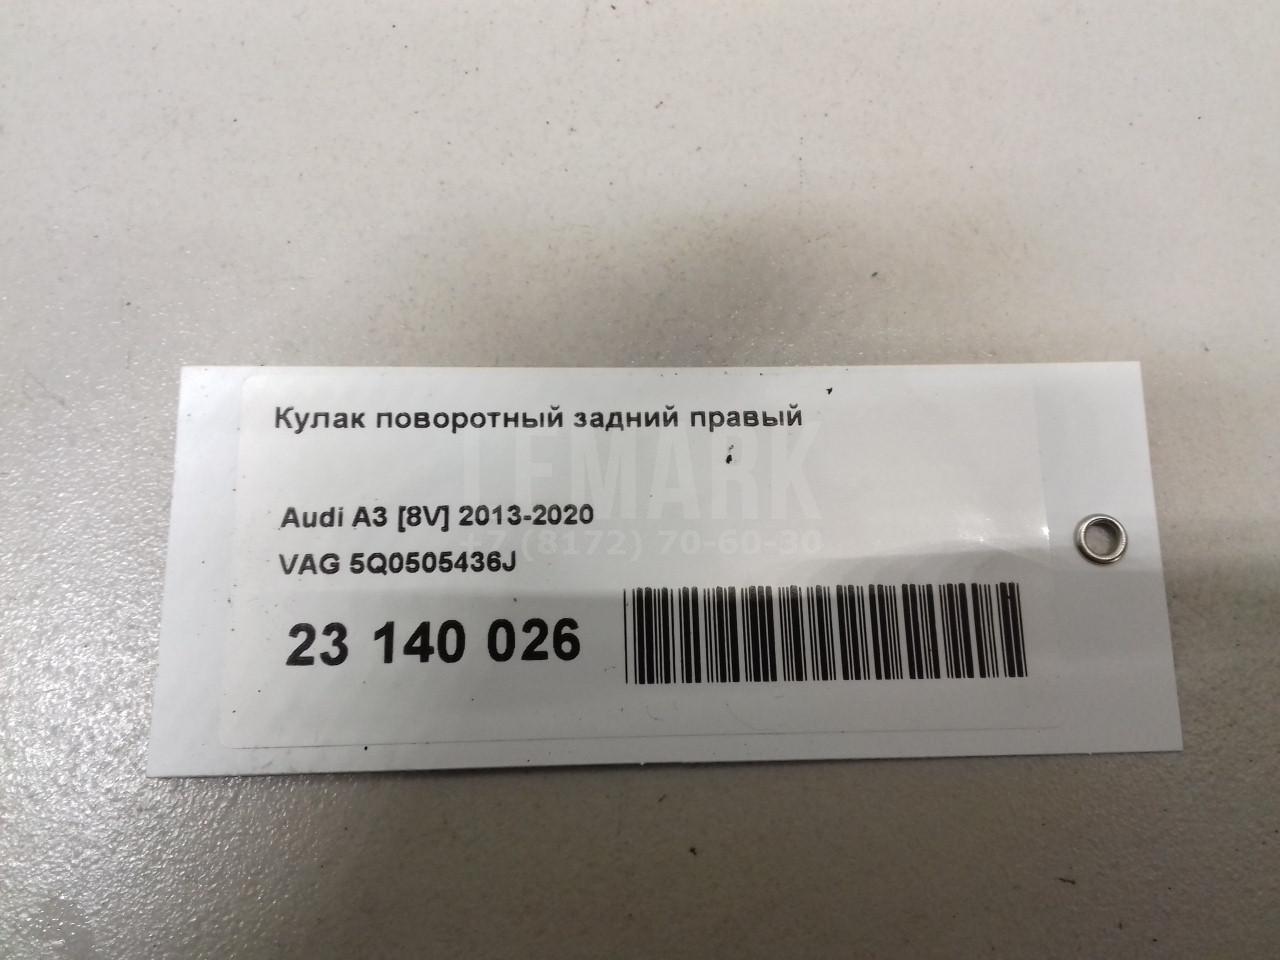 Кулак поворотный задний правый
LEMARK
Audi A3 [8V] 2013-2020
+7 (8172) 70-60-30
VAG 5Q0505436J
23 140 026